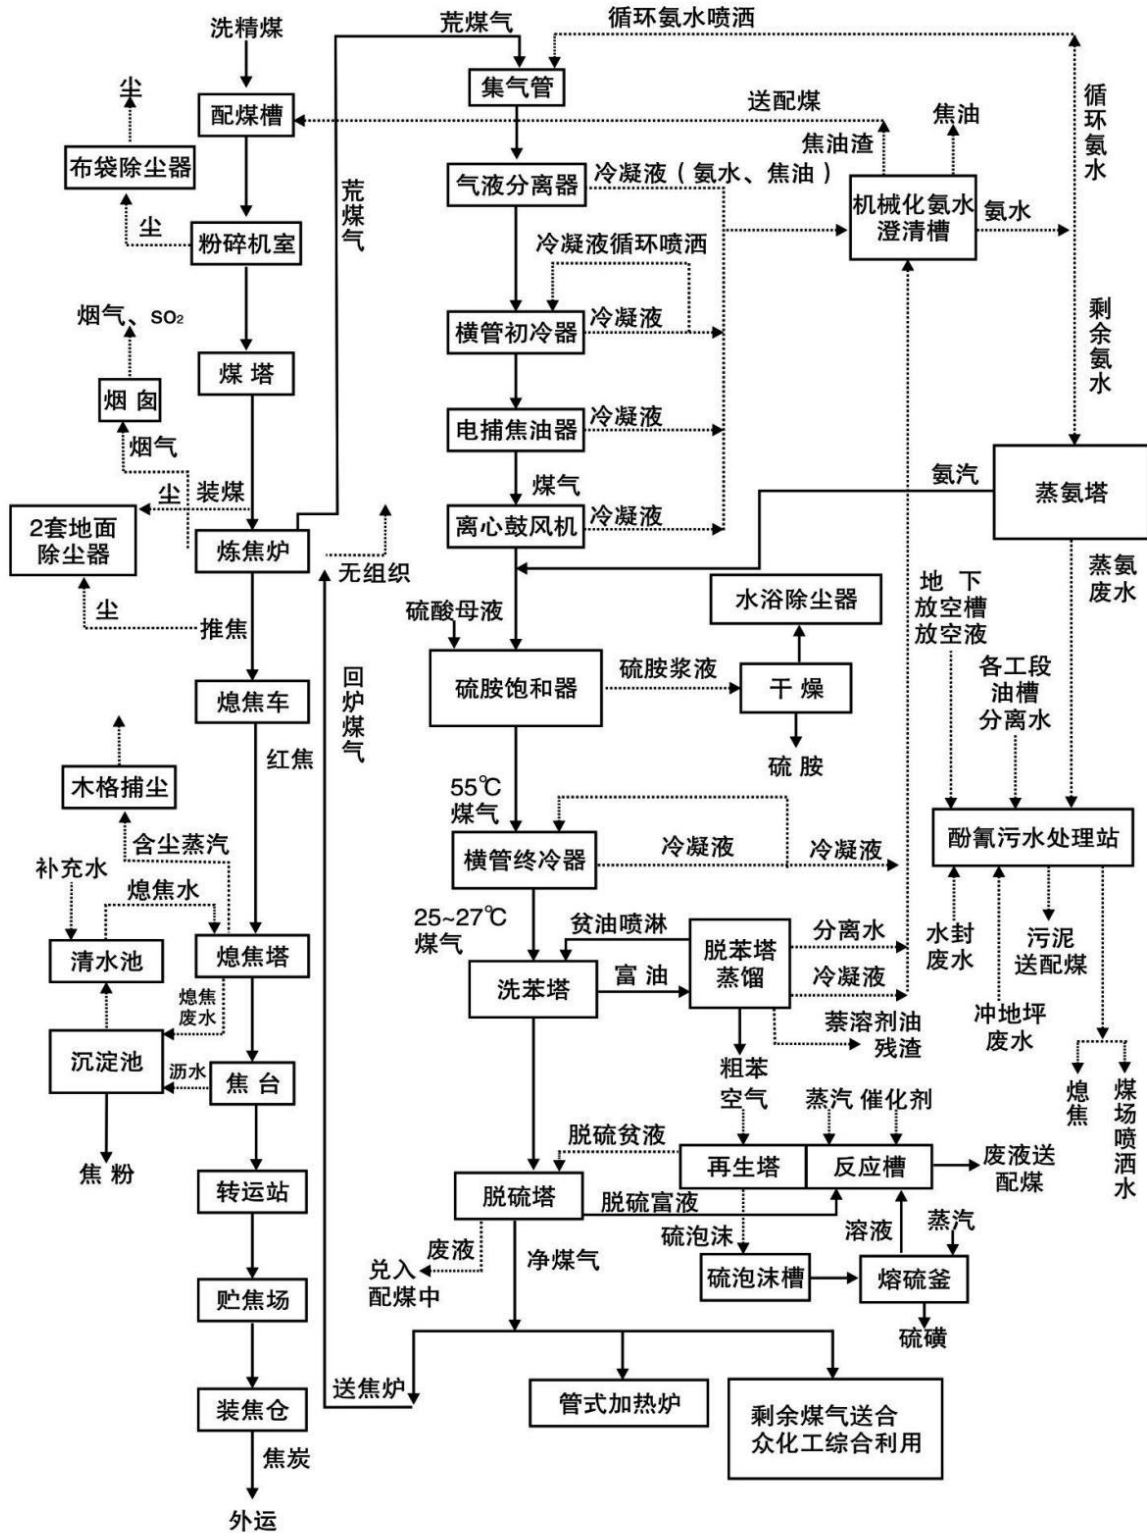 洗精煤
尘
配煤槽
布袋除尘器
尘
粉碎机室
烟气、SO₂
煤塔
烟囱
烟气
尘
装煤
2套地面
除尘器
炼焦炉
无组织
尘
推焦
熄焦车
红焦
木格捕尘
含尘蒸汽
补充水
熄焦水
清水池
熄焦塔
熄焦
废水
沉淀池
沥水
焦台
焦粉
转运站
贮焦场
装焦仓
焦炭
外运
荒煤气
荒煤气
回炉煤气
送焦炉
循环氨水喷洒
集气管
送配煤
焦油渣
焦油
循环氨水
气液分离器
冷凝液（氨水、焦油）
机械化氨水
澄清槽
氨水
冷凝液循环喷洒
横管初冷器
冷凝液
剩余氨水
电捕焦油器
冷凝液
煤气
氨汽
蒸氨塔
离心鼓风机
冷凝液
蒸氨
废水
硫酸母液
水浴除尘器
地下
放空槽
放空液
硫胺饱和器
硫胺浆液
干燥
各工段
油槽
分离水
硫胺
55℃
煤气
横管终冷器
冷凝液
冷凝液
酚氰污水处理站
25~27℃
煤气
贫油喷淋
脱苯塔
蒸馏
分离水
水封
废水
污泥
送配煤
洗苯塔
富油
冷凝液
萘溶剂油
残渣
冲地坪
废水
粗苯
空气
蒸汽
催化剂
熄焦
煤场喷洒水
脱硫贫液
再生塔
反应槽
废液送
配煤
脱硫塔
脱硫富液
废液
兑入
配煤中
净煤气
硫泡沫
溶液
蒸汽
硫泡沫槽
熔硫釜
硫磺
管式加热炉
剩余煤气送合
众化工综合利用